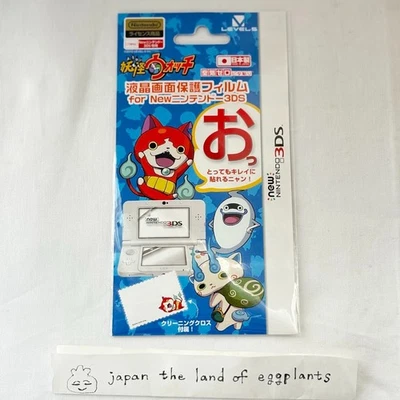 Nintendo
ライセンス商品
LEVEL5
日本製
妖怪ウォッチ
液晶画面保護フィルム
for Newニンテンドー3DS
おっ
とってもキレイに
貼れるニャン!
new NINTENDO 3DS
new
NINTENDO 3DS
クリーニングクロス
付属!
japan the land of eggplants